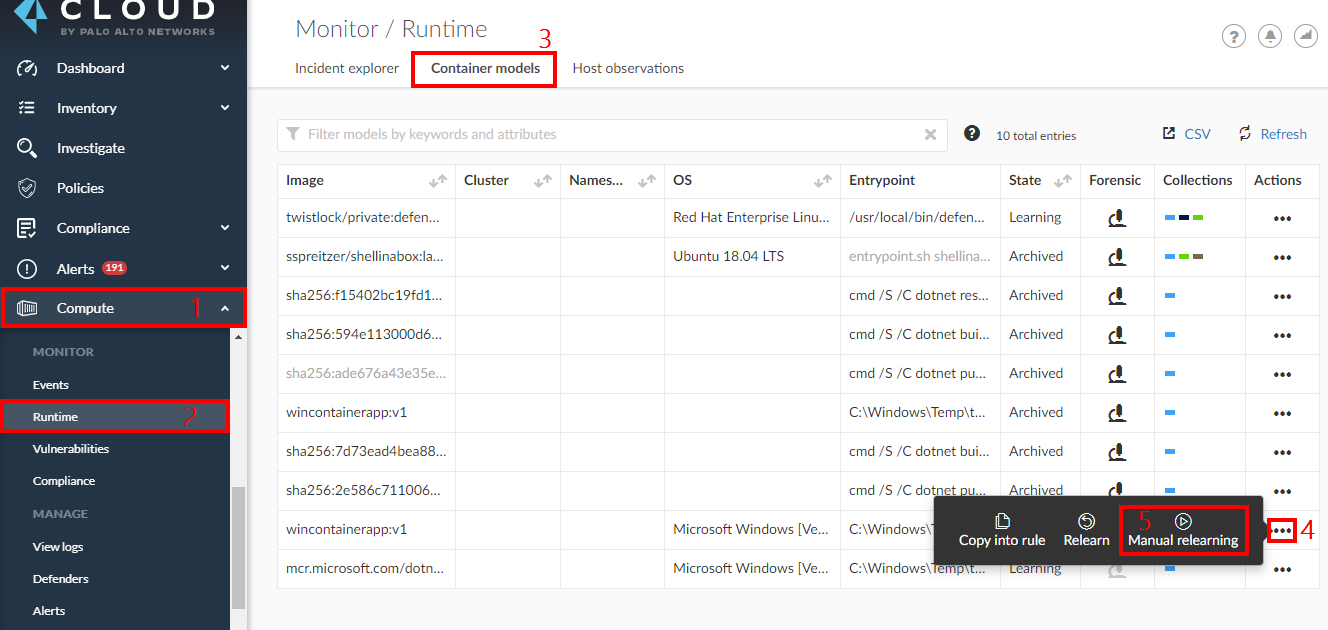 CLOUD
BY PALO ALTO NETWORKS
Dashboard
Inventory
Investigate
Policies
Compliance
Alerts 191
Compute 1
MONITOR
Events
Runtime 2
Vulnerabilities
Compliance
MANAGE
View logs
Defenders
Alerts
Monitor / Runtime
3
Incident explorer Container models Host observations
Filter models by keywords and attributes
? 10 total entries CSV Refresh
Image Cluster Names... OS Entrypoint State Forensic Collections Actions
twistlock/private:defen... Red Hat Enterprise Linu... /usr/local/bin/defen... Learning
sspreitzer/shellinabox:la... Ubuntu 18.04 LTS entrypoint.sh shellina... Archived
sha256:f15402bc19fd1... cmd /S /C dotnet res... Archived
sha256:594e113000d6... cmd /S /C dotnet bui... Archived
sha256:ade676a43e35e... cmd /S /C dotnet pu... Archived
wincontainerapp:v1 C:\Windows\Temp\t... Archived
sha256:7d73ead4bea88... cmd /S /C dotnet bui... Archived
sha256:2e586c711006... cmd /S /C dotnet pu... Archived
wincontainerapp:v1 Microsoft Windows [Ve... C:\Windows\T
Copy into rule Relearn 5 Manual relearning 4
mcr.microsoft.com/dotn... Microsoft Windows [Ve... C:\Windows\Temp\t... Learning